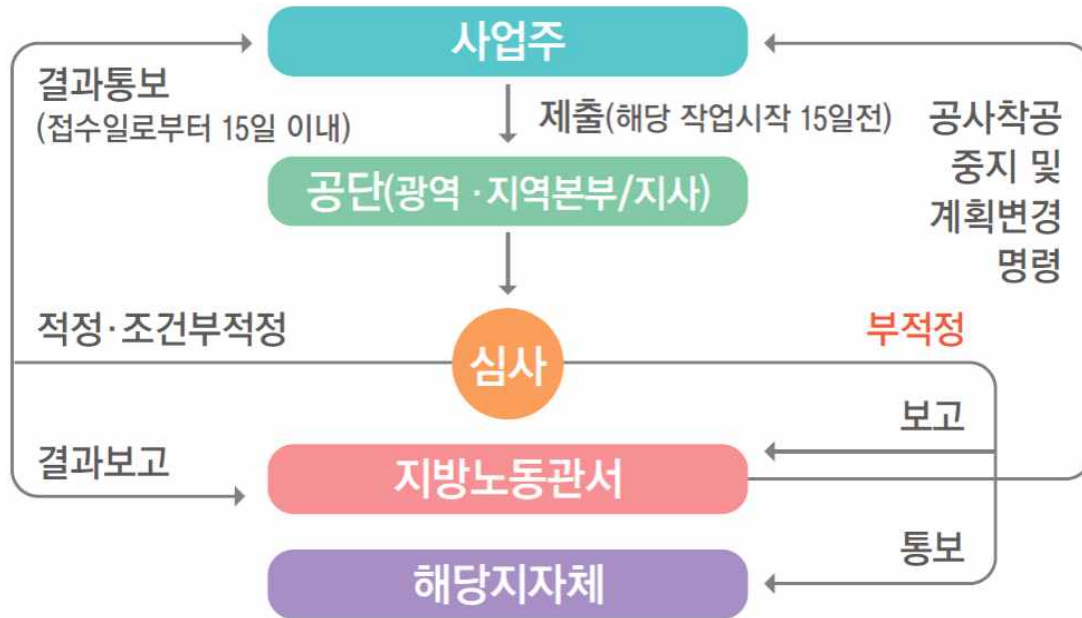 사업주
결과통보
(접수일로부터 15일 이내)
제출(해당 작업시작 15일전)
공사착공
중지 및
계획변경
명령
공단(광역·지역본부/지사)
적정·조건부적정
심사
부적정
보고
결과보고
지방노동관서
통보
해당지자체